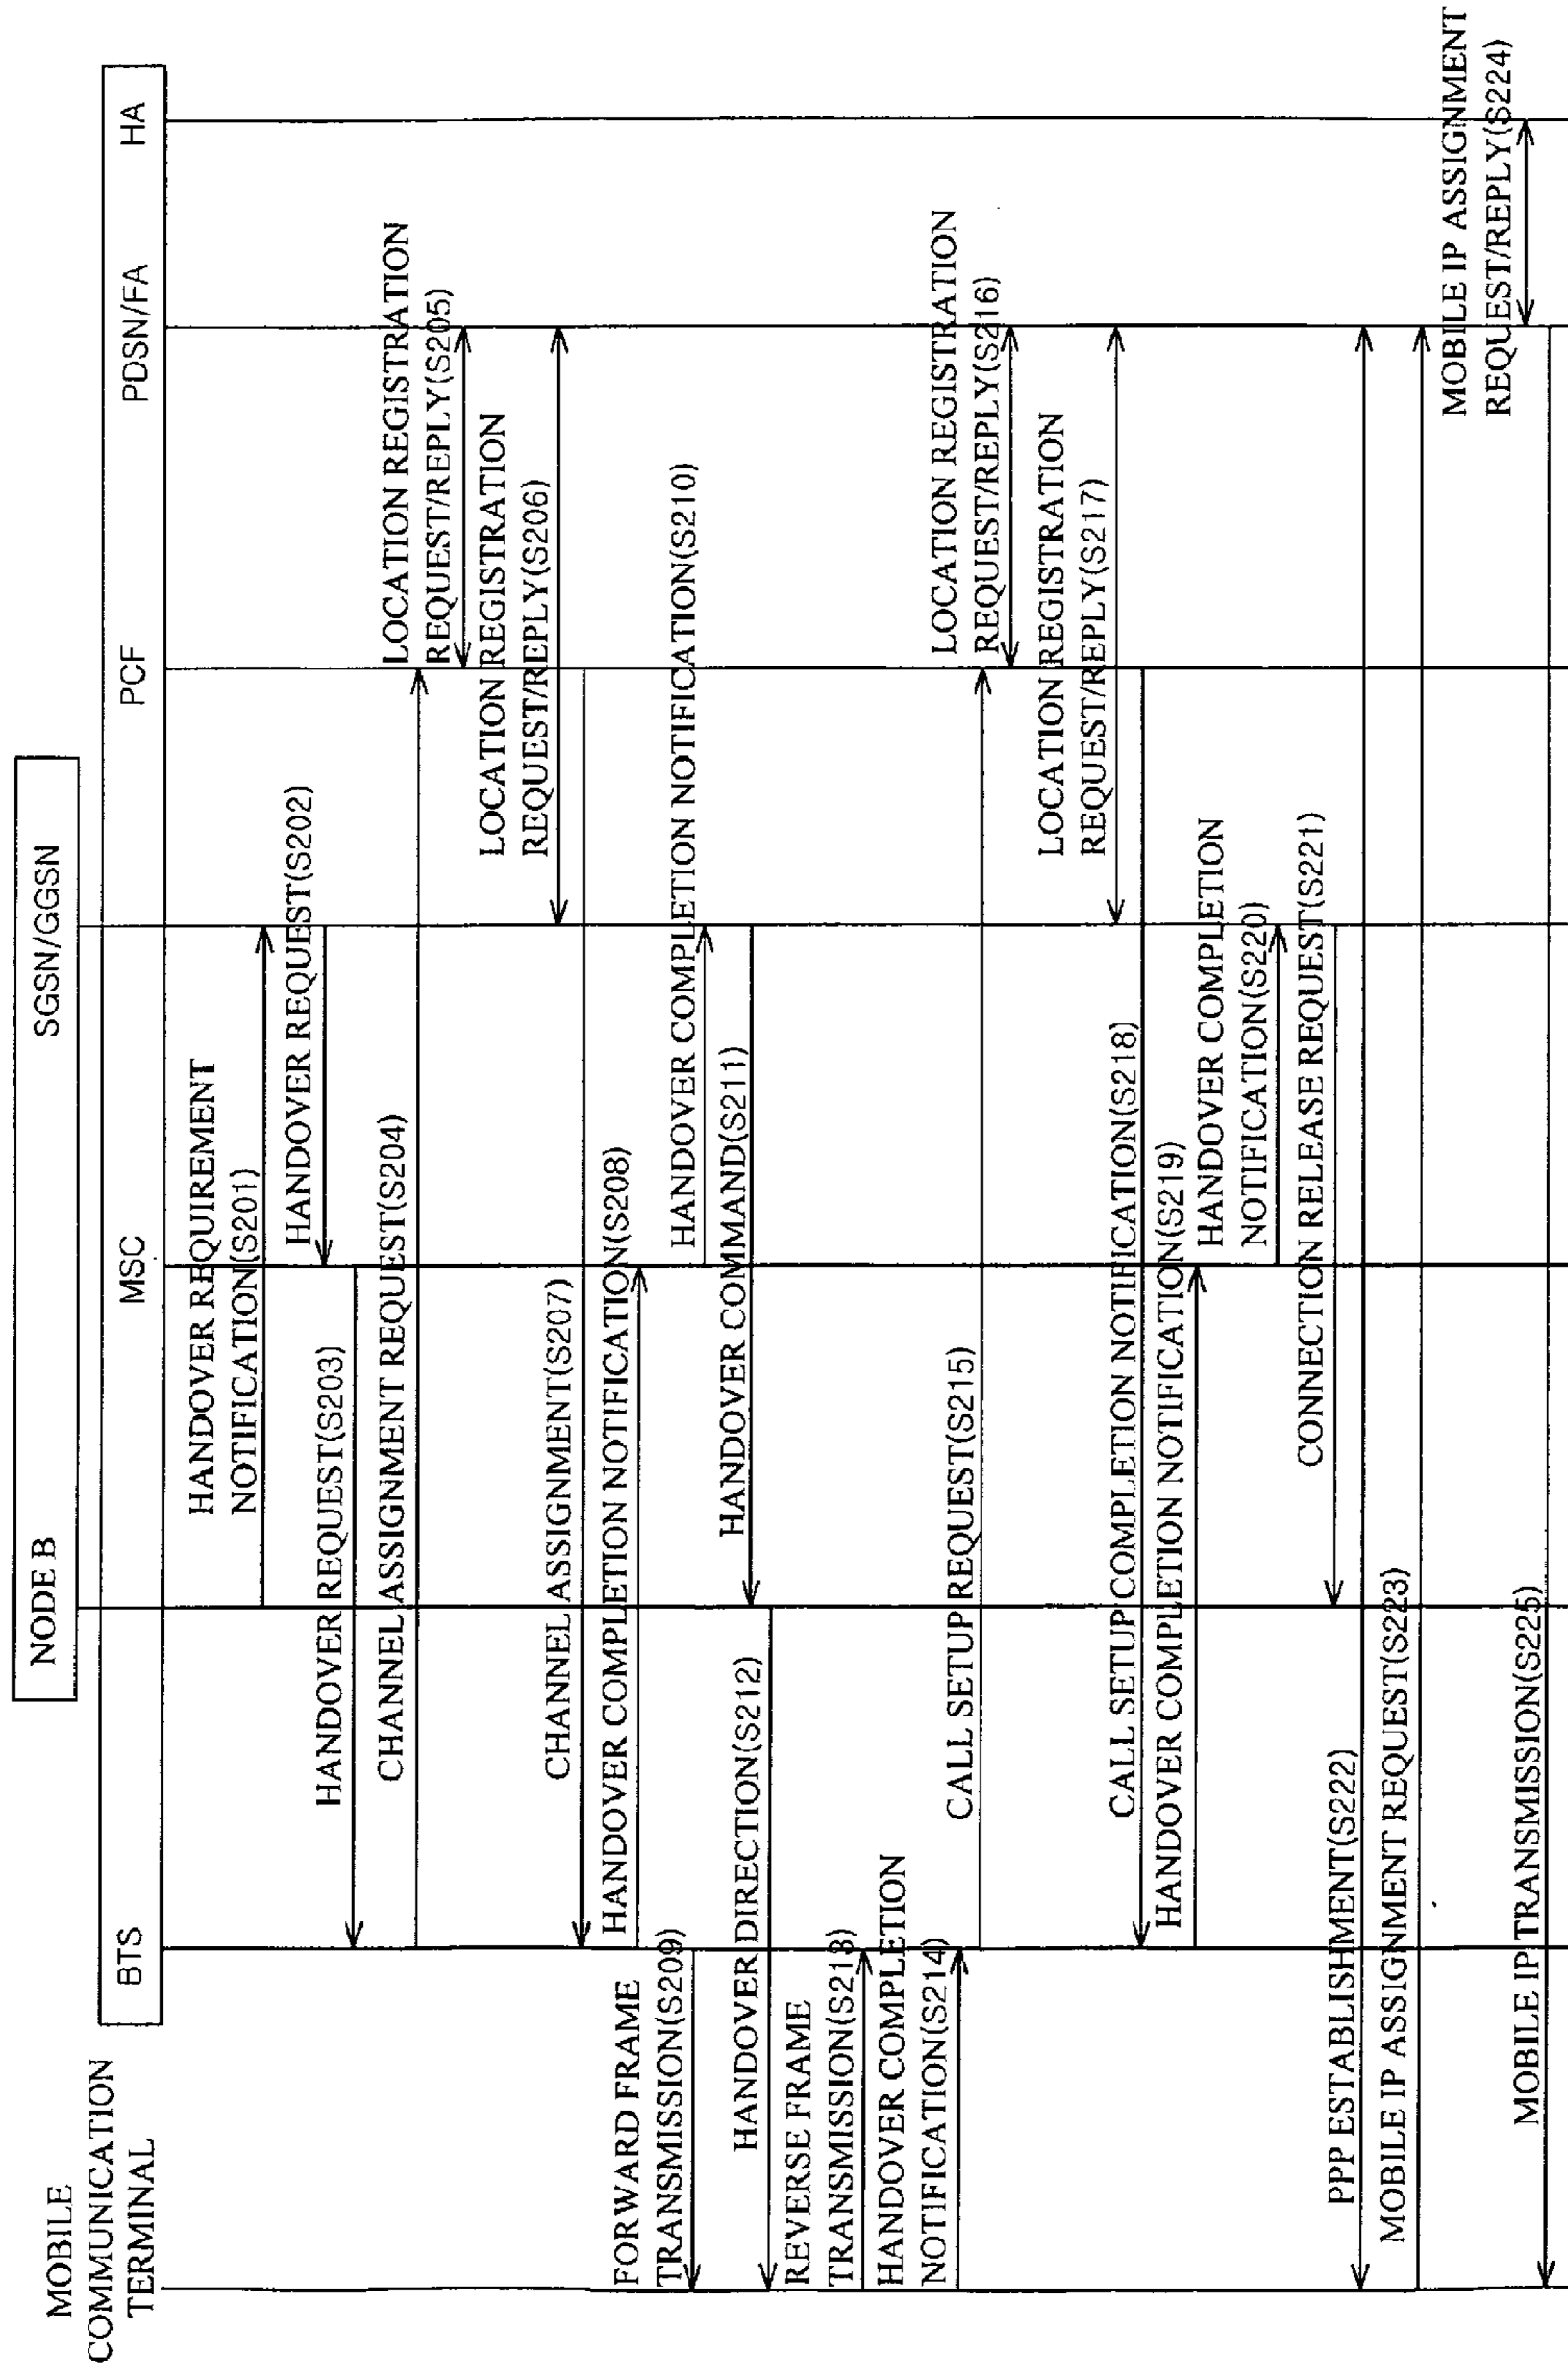 MOBILE
COMMUNICATION
TERMINAL
NODE B
SGSN/GGSN
BTS
MSC
PCF
PDSN/FA
HA
HANDOVER REQUIREMENT
NOTIFICATION(S201)
HANDOVER REQUEST(S202)
HANDOVER REQUEST(S203)
CHANNEL ASSIGNMENT REQUEST(S204)
LOCATION REGISTRATION
REQUEST/REPLY(S205)
LOCATION REGISTRATION
REQUEST/REPLY(S206)
CHANNEL ASSIGNMENT(S207)
HANDOVER COMPLETION NOTIFICATION(S208)
FORWARD FRAME
TRANSMISSION(S209)
HANDOVER COMPLETION NOTIFICATION(S210)
HANDOVER COMMAND(S211)
HANDOVER DIRECTION(S212)
REVERSE FRAME
TRANSMISSION(S213)
HANDOVER COMPLETION
NOTIFICATION(S214)
CALL SETUP REQUEST(S215)
LOCATION REGISTRATION
REQUEST/REPLY(S216)
LOCATION REGISTRATION
REQUEST/REPLY(S217)
CALL SETUP COMPLETION NOTIFICATION(S218)
HANDOVER COMPLETION NOTIFICATION(S219)
HANDOVER COMPLETION
NOTIFICATION(S220)
CONNECTION RELEASE REQUEST(S221)
PPP ESTABLISHMENT(S222)
MOBILE IP ASSIGNMENT REQUEST(S223)
MOBILE IP ASSIGNMENT
REQUEST/REPLY(S224)
MOBILE IP TRANSMISSION(S225)